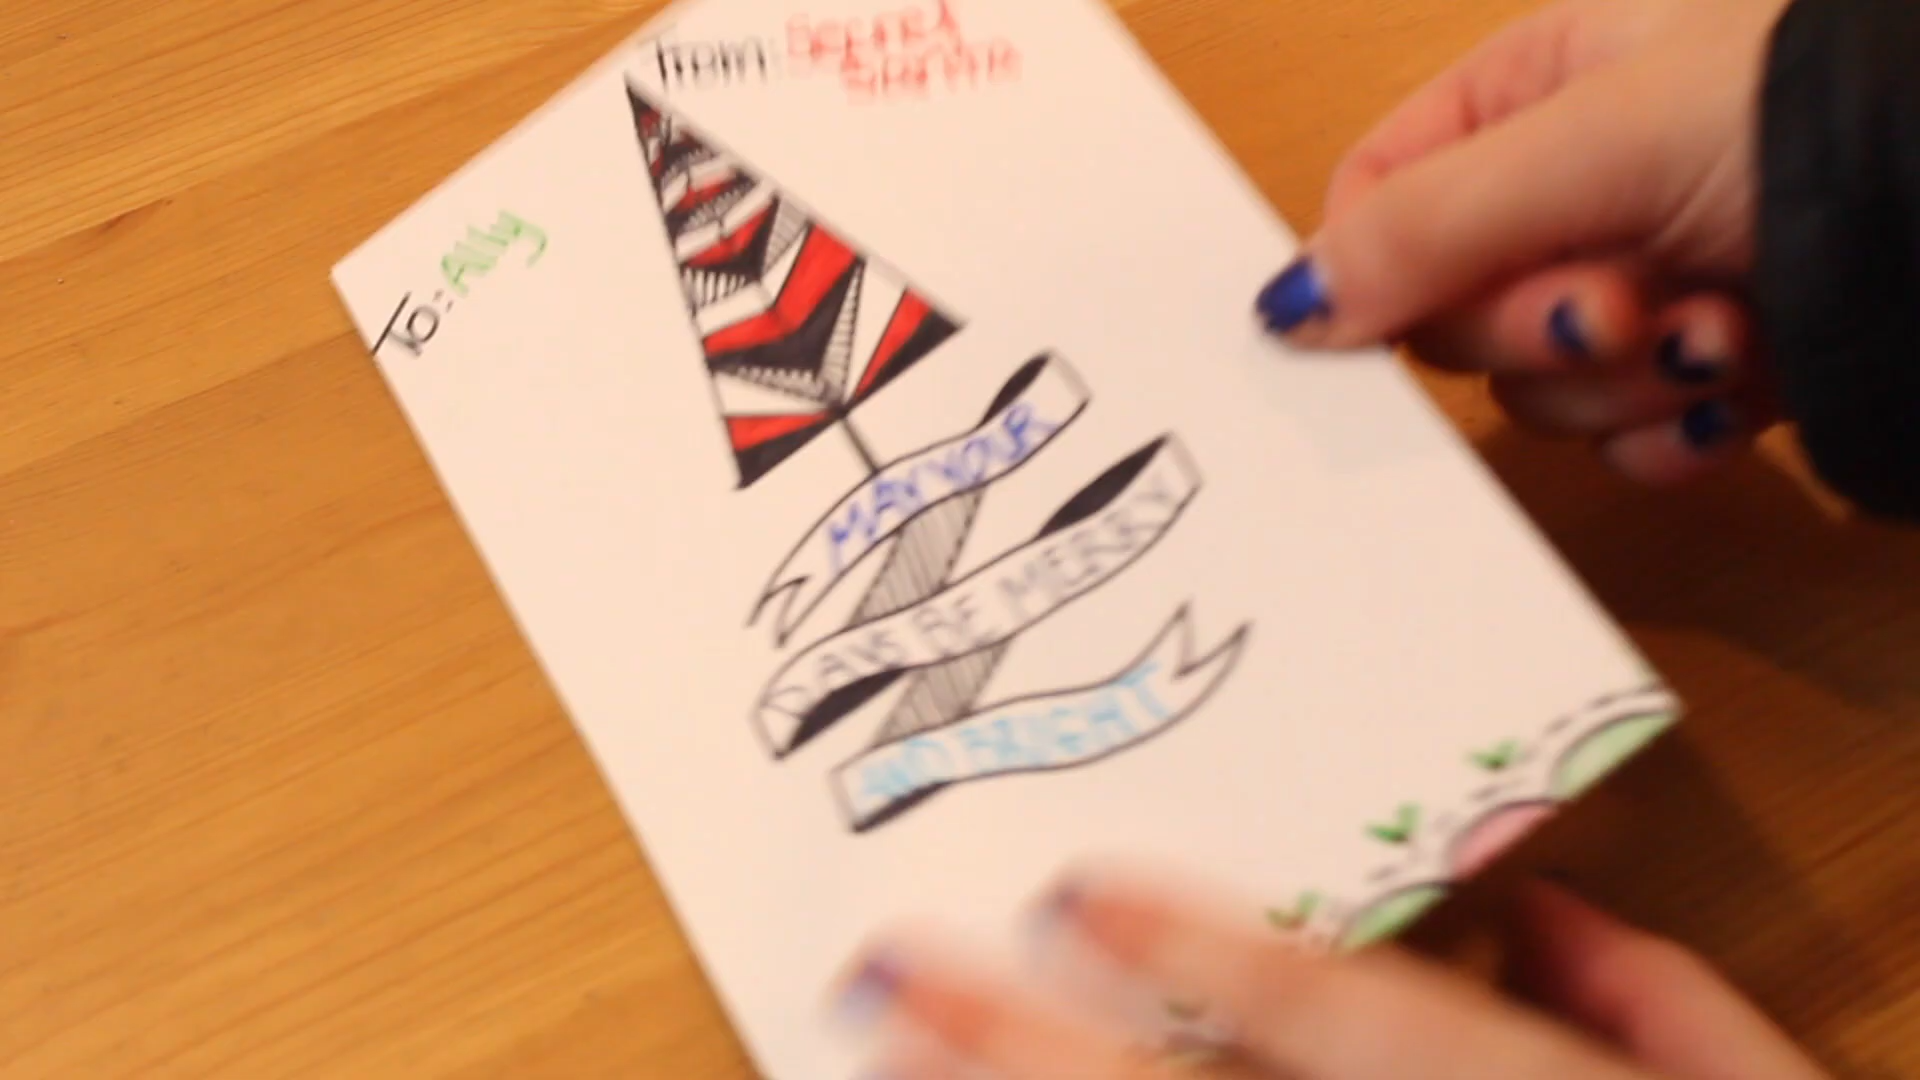 From: Secret
Santa
To: Ally
MAY YOUR
DAYS BE MERRY
AND BRIGHT